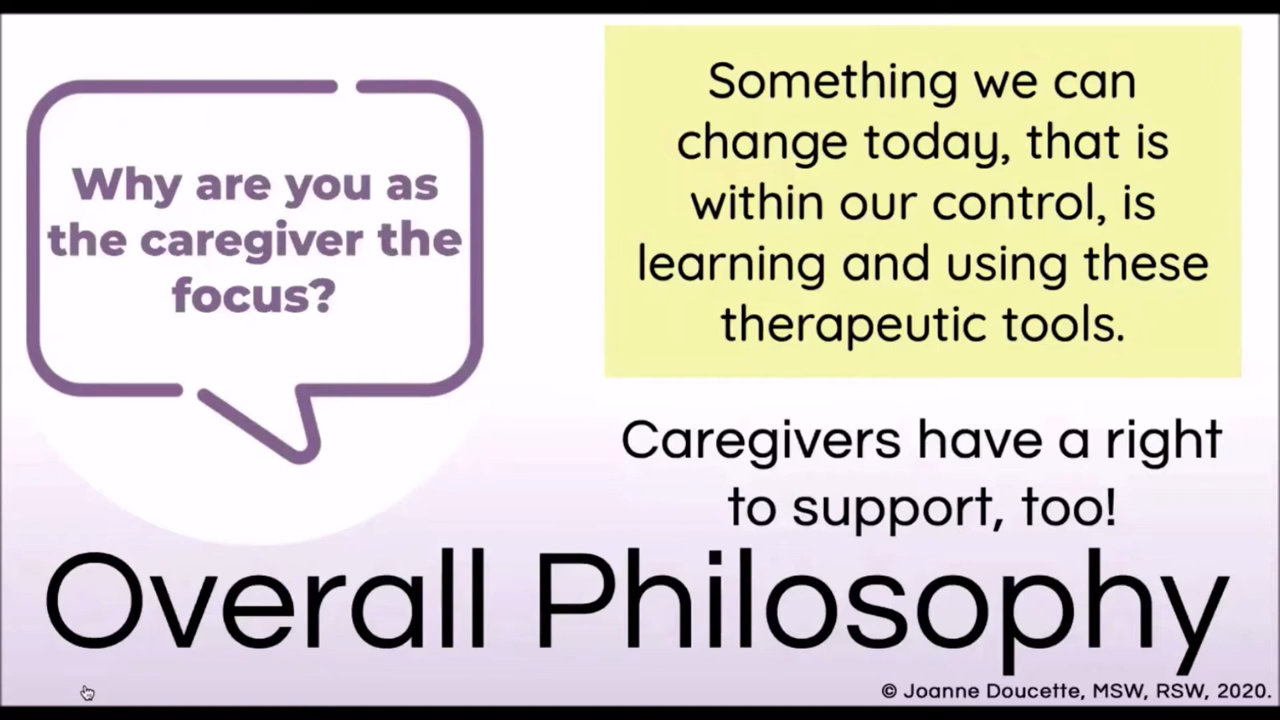 Why are you as
the caregiver the
focus?
Something we can
change today, that is
within our control, is
learning and using these
therapeutic tools.
Caregivers have a right
to support, too!
Overall Philosophy
© Joanne Doucette, MSW, RSW, 2020.